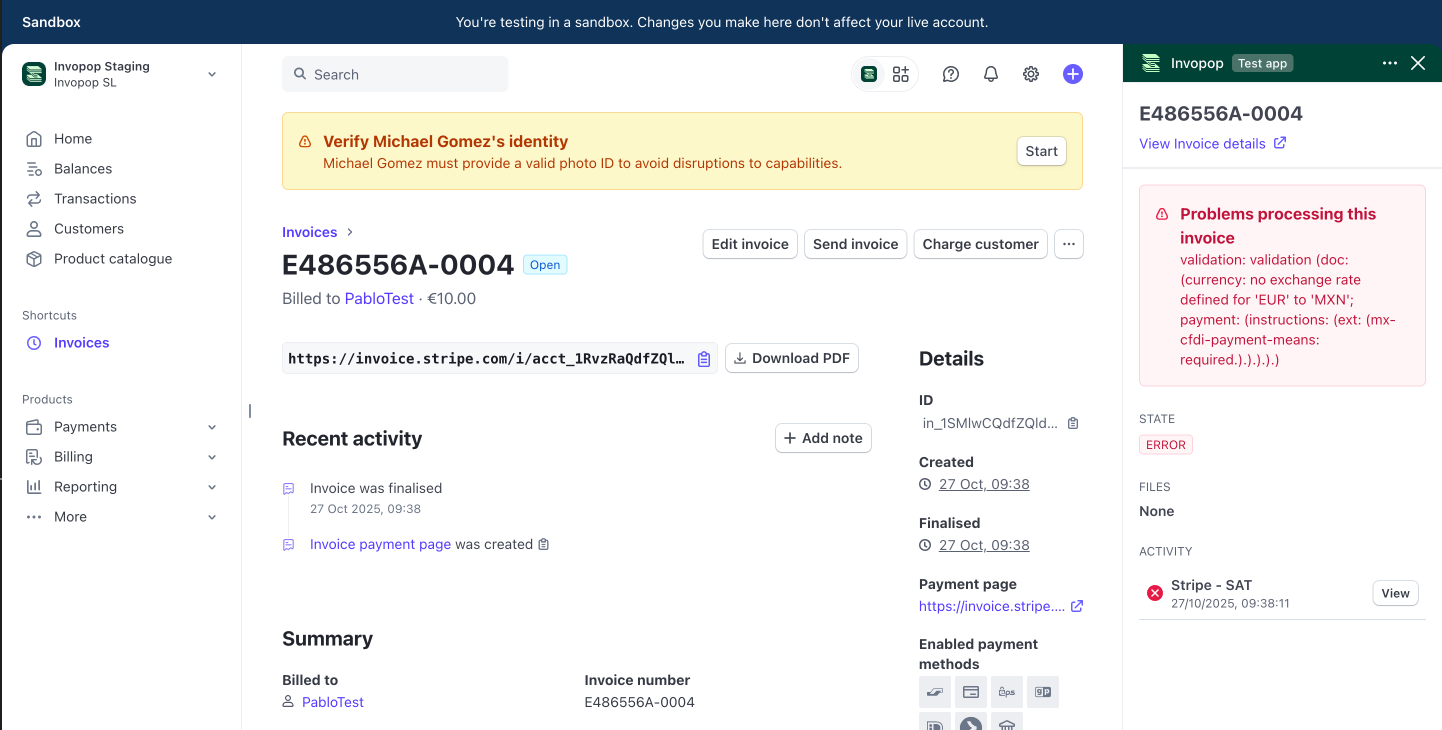 Sandbox
You're testing in a sandbox. Changes you make here don't affect your live account.
Invopop Staging
Invopop SL
Home
Balances
Transactions
Customers
Product catalogue
Shortcuts
Invoices
Products
Payments
Billing
Reporting
More
Search
Verify Michael Gomez's identity
Michael Gomez must provide a valid photo ID to avoid disruptions to capabilities.
Start
Invoices
E486556A-0004 Open
Billed to PabloTest · €10.00
Edit invoice
Send invoice
Charge customer
https://invoice.stripe.com/i/acct_1RvzRaQdfZQl…
Download PDF
Recent activity
Add note
Invoice was finalised
27 Oct 2025, 09:38
Invoice payment page was created
Summary
Billed to
PabloTest
Invoice number
E486556A-0004
Details
ID
in_1SMlwCQdfZQld…
Created
27 Oct, 09:38
Finalised
27 Oct, 09:38
Payment page
https://invoice.stripe.…
Enabled payment
methods
eps
Invopop Test app
E486556A-0004
View Invoice details
Problems processing this
invoice
validation: validation (doc:
(currency: no exchange rate
defined for 'EUR' to 'MXN';
payment: (instructions: (ext: (mx-
cfdi-payment-means:
required.).).).).)
STATE
ERROR
FILES
None
ACTIVITY
Stripe - SAT
27/10/2025, 09:38:11
View